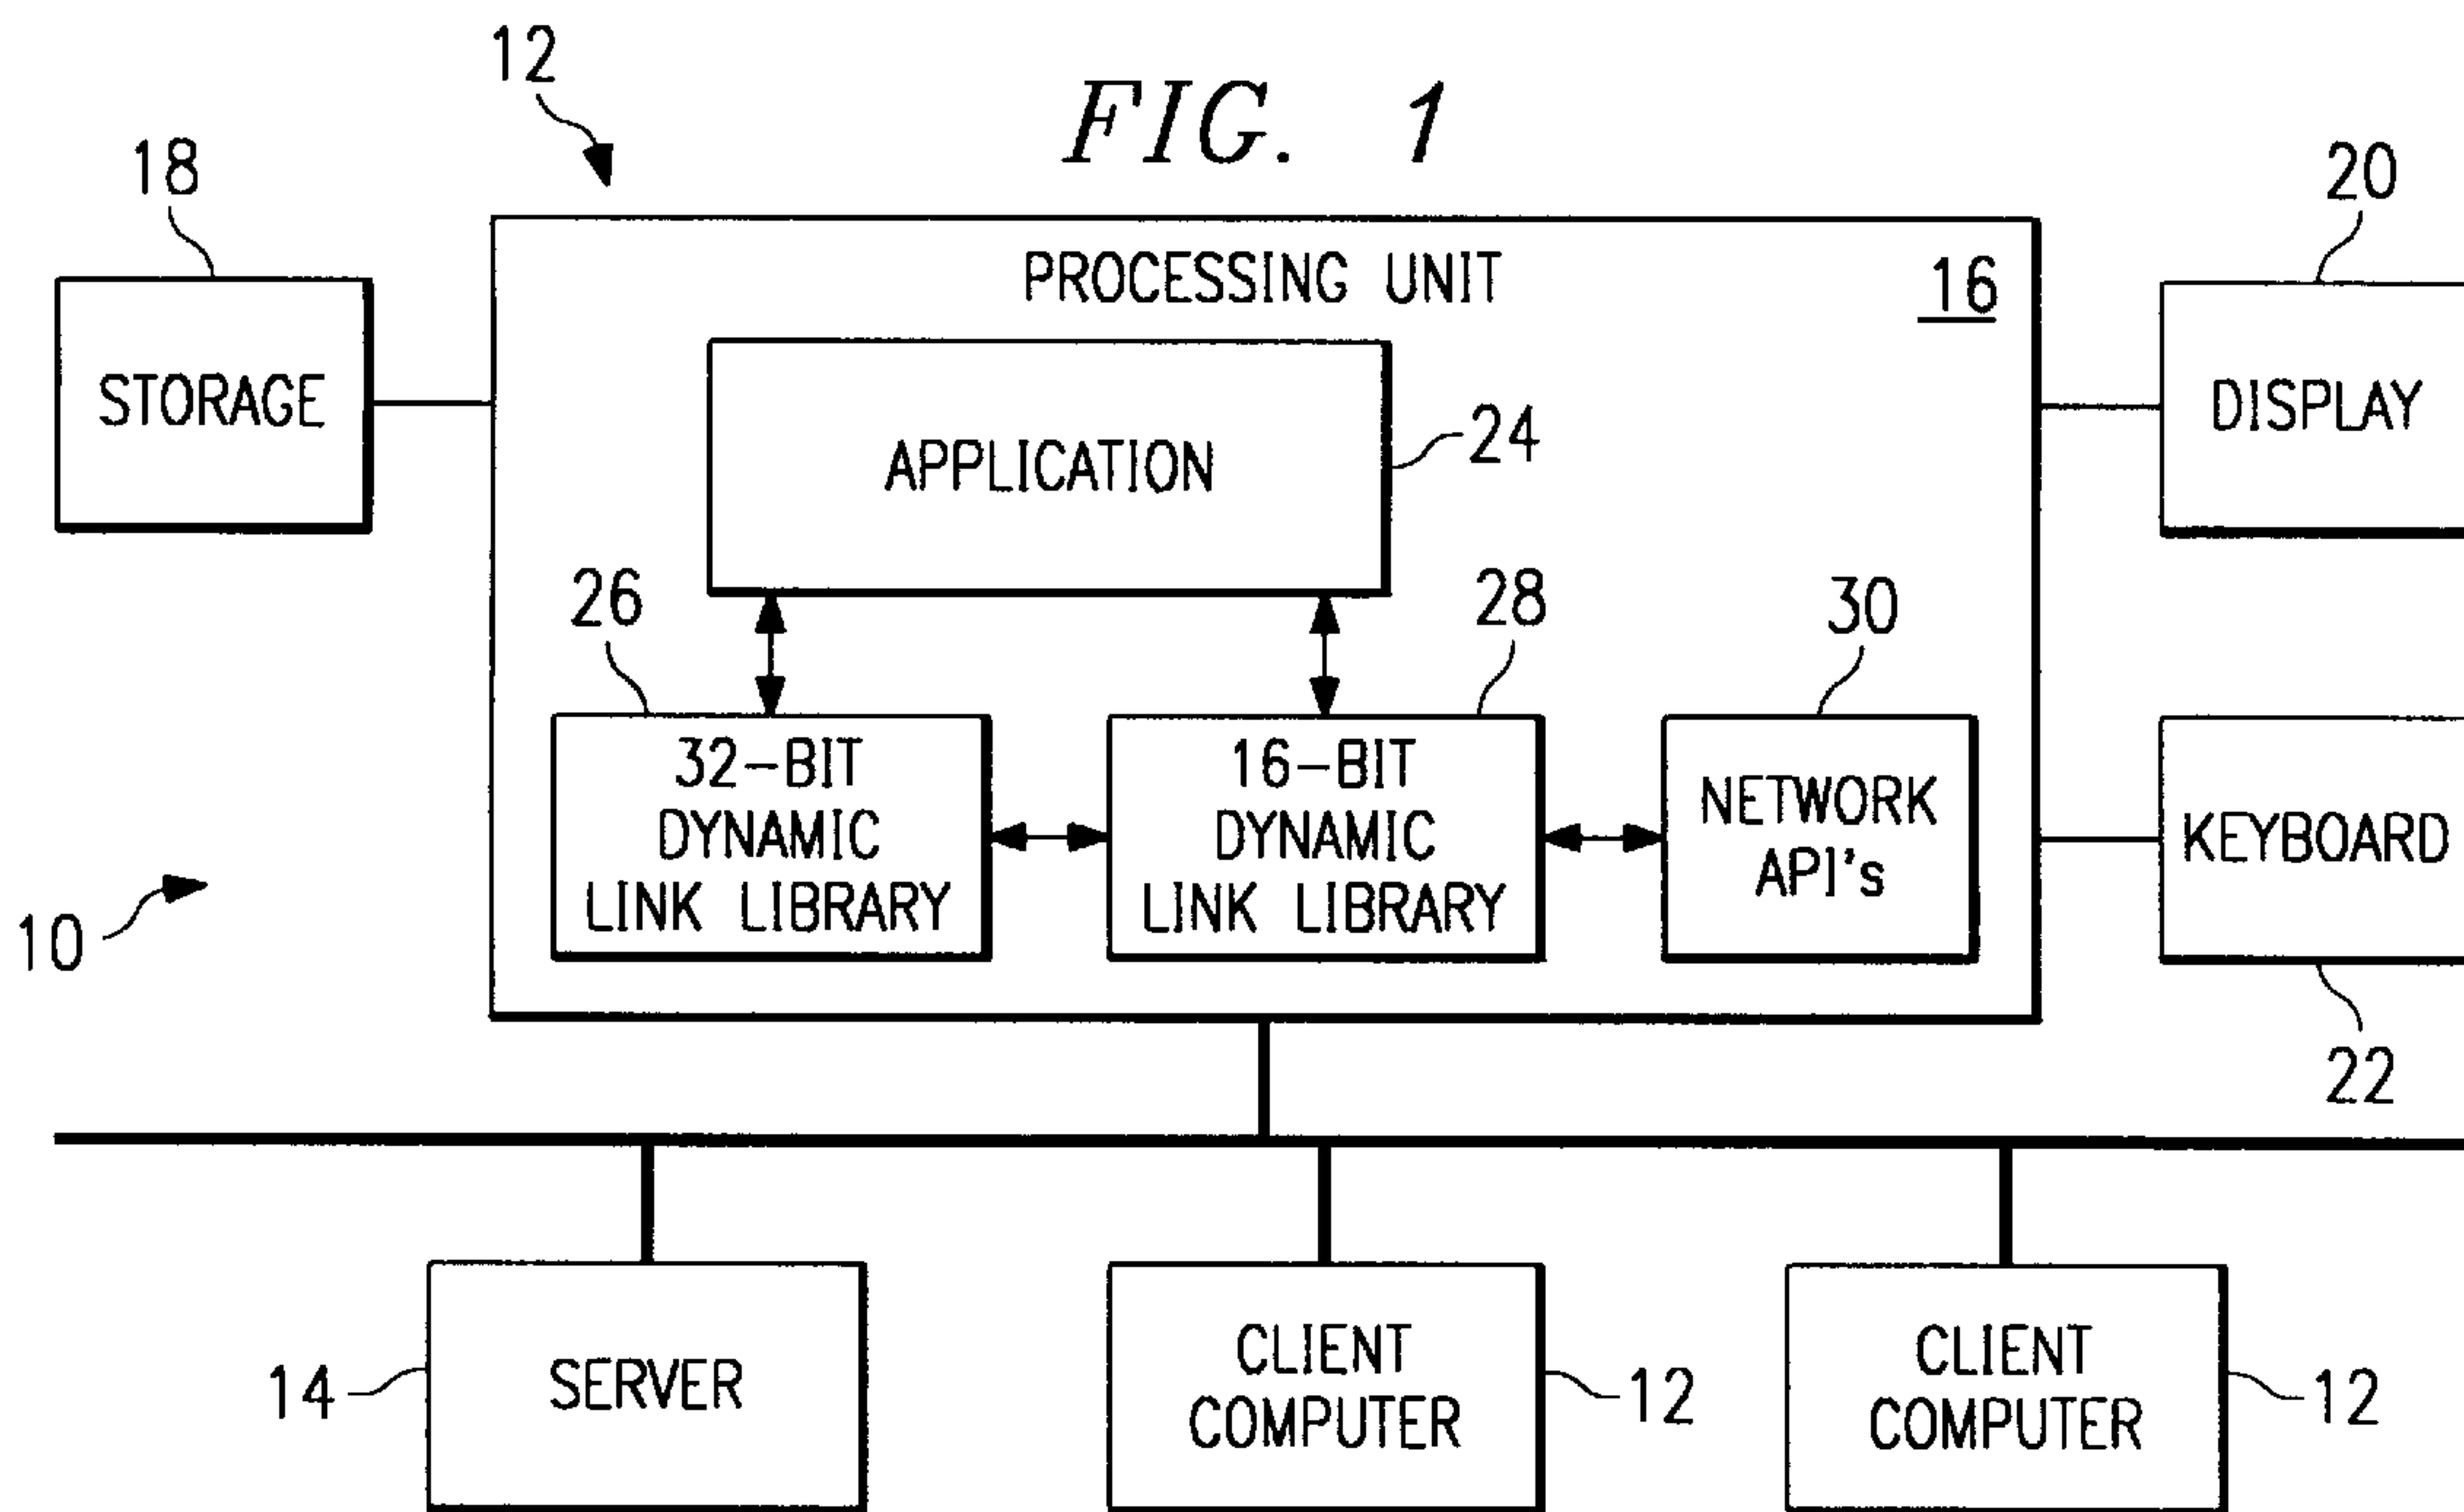 12
FIG. 1
18
20
PROCESSING UNIT
16
STORAGE
DISPLAY
APPLICATION
24
26
28
30
32-BIT
DYNAMIC
LINK LIBRARY
16-BIT
DYNAMIC
LINK LIBRARY
NETWORK
API's
KEYBOARD
10
22
14
SERVER
CLIENT
COMPUTER
12
CLIENT
COMPUTER
12